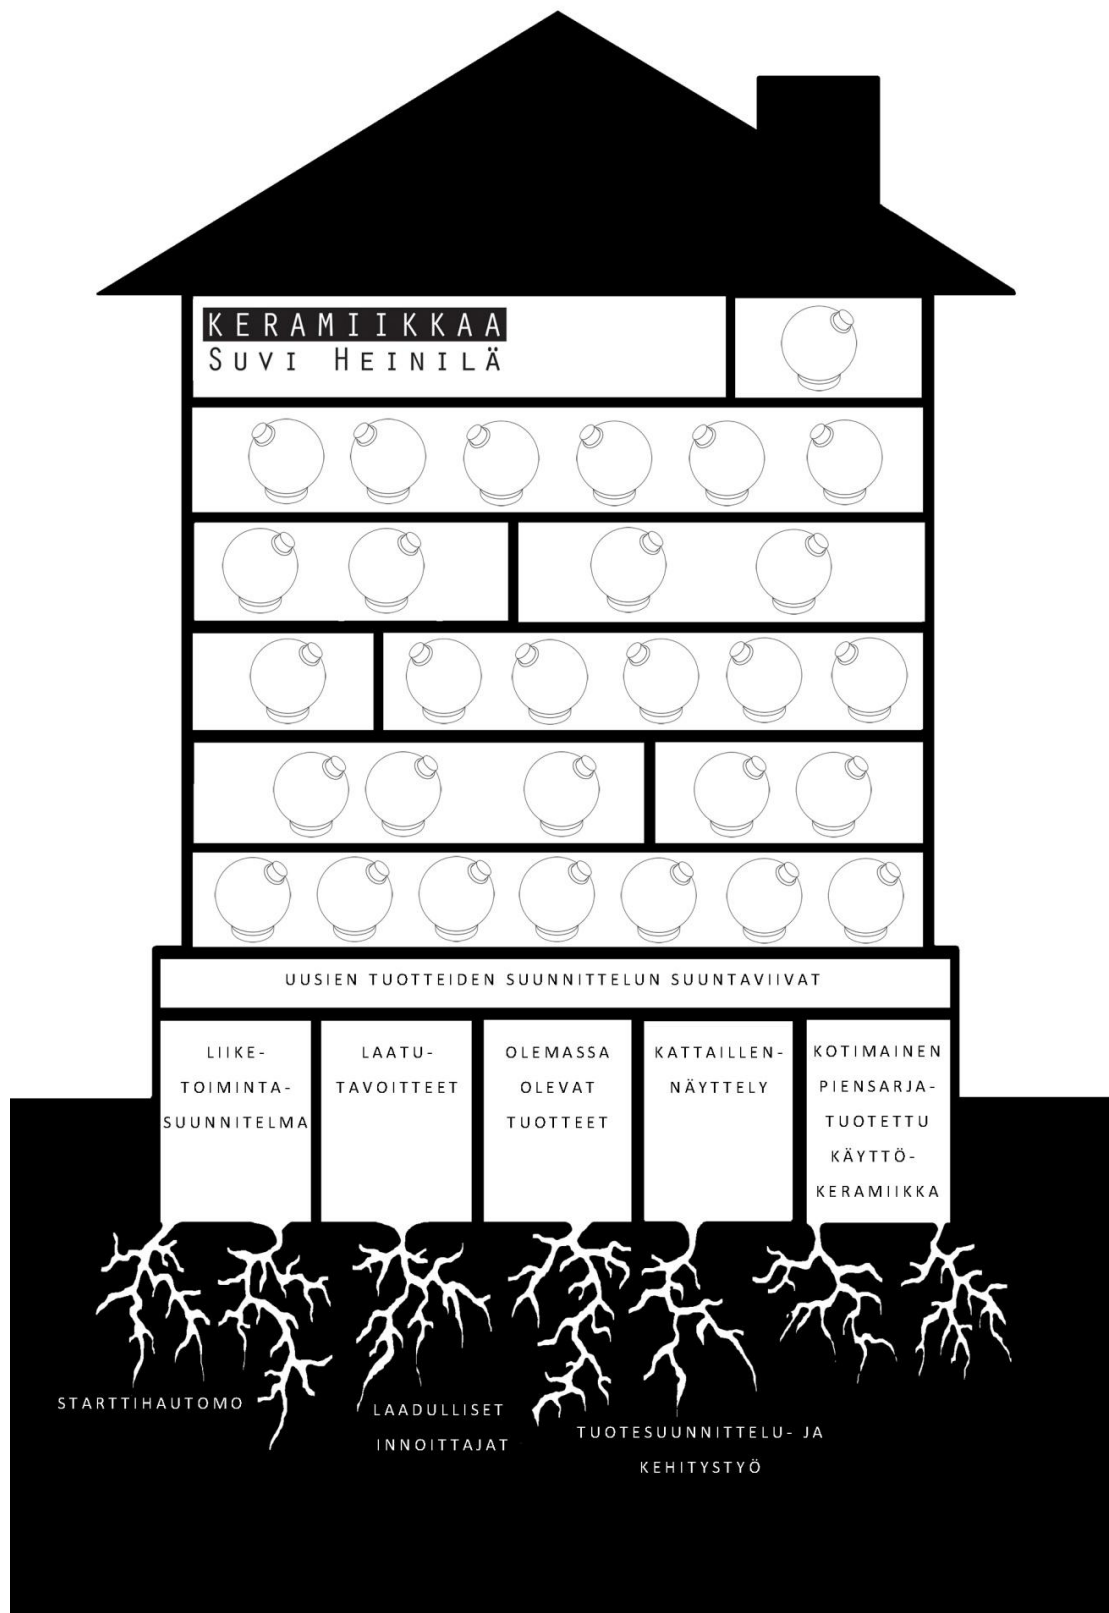 KERAMIIKKAA
SUVI HEINILÄ
UUSIEN TUOTTEIDEN SUUNNITTELUN SUUNTAVIIVAT
LIIKE-
TOIMINTA-
SUUNNITELMA
LAATU-
TAVOITTEET
OLEMASSA
OLEVAT
TUOTTEET
KATTAILLEN-
NÄYTTELY
KOTIMAINEN
PIENSARJA-
TUOTETTU
KÄYTTÖ-
KERAMIIKKA
STARTTIHAUTOMO
LAADULLISET
INNOITTAJAT
TUOTESUUNNITTELU- JA
KEHITYSTYÖ